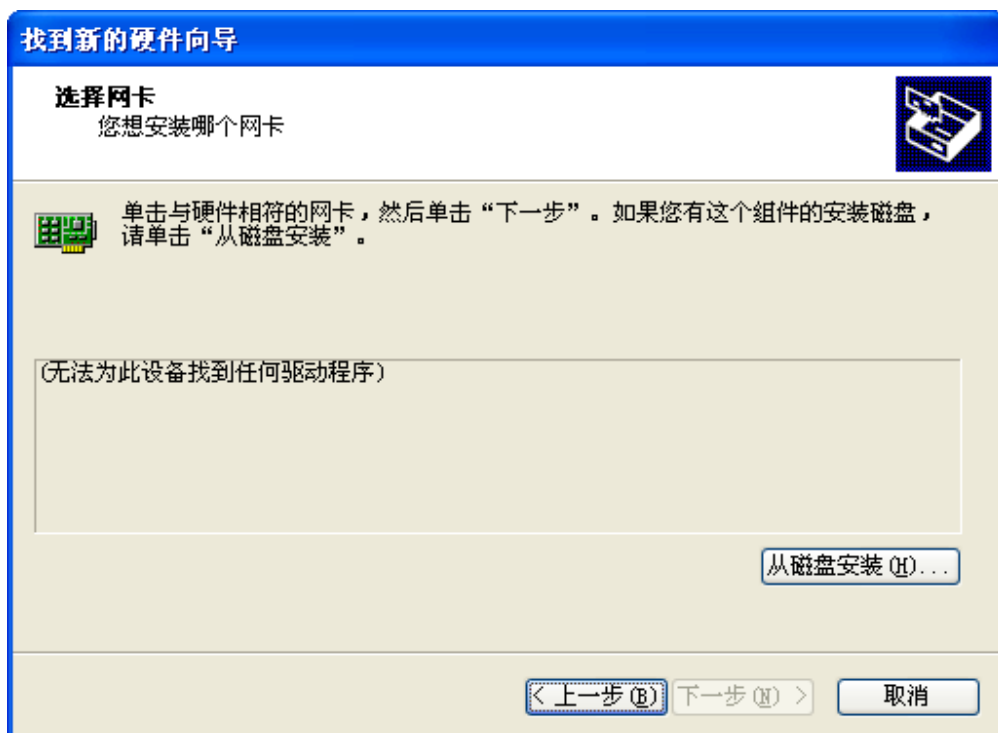 找到新的硬件向导
选择网卡
您想安装哪个网卡
单击与硬件相符的网卡，然后单击“下一步”。如果您有这个组件的安装磁盘，
请单击“从磁盘安装”。
(无法为此设备找到任何驱动程序)
从磁盘安装(H)...
< 上一步(B) 下一步(N) > 取消